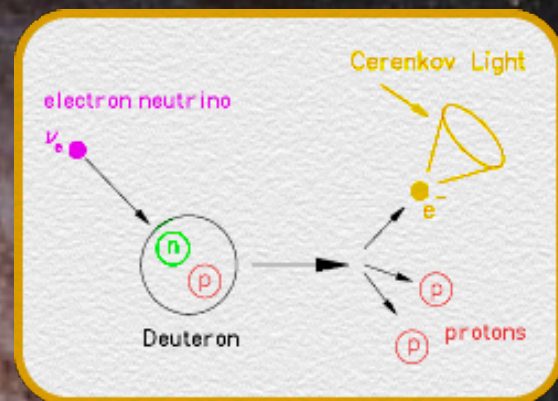 Cerenkov Light
electron neutrino
νe
e-
n
p
p
Deuteron
p protons